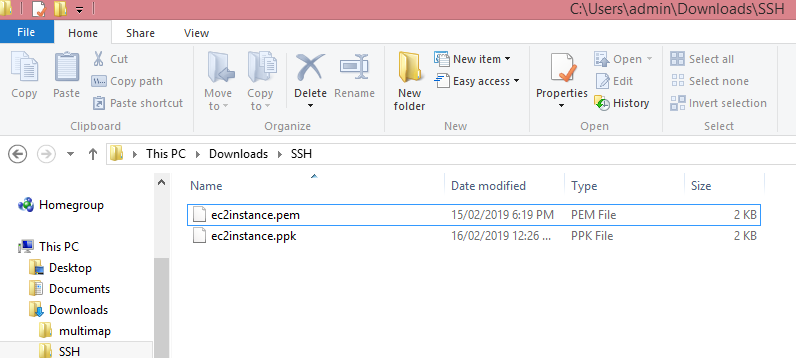 C:\Users\admin\Downloads\SSH
File Home Share View
Copy Paste Cut Copy path Paste shortcut Move to Copy to Delete Rename New folder New item Easy access Properties Open Edit History Select all Select none Invert selection
Clipboard Organize New Open Select
This PC Downloads SSH
Name Date modified Type Size
ec2instance.pem 15/02/2019 6:19 PM PEM File 2 KB
ec2instance.ppk 16/02/2019 12:26 ... PPK File 2 KB
Homegroup
This PC
Desktop
Documents
Downloads
multimap
SSH